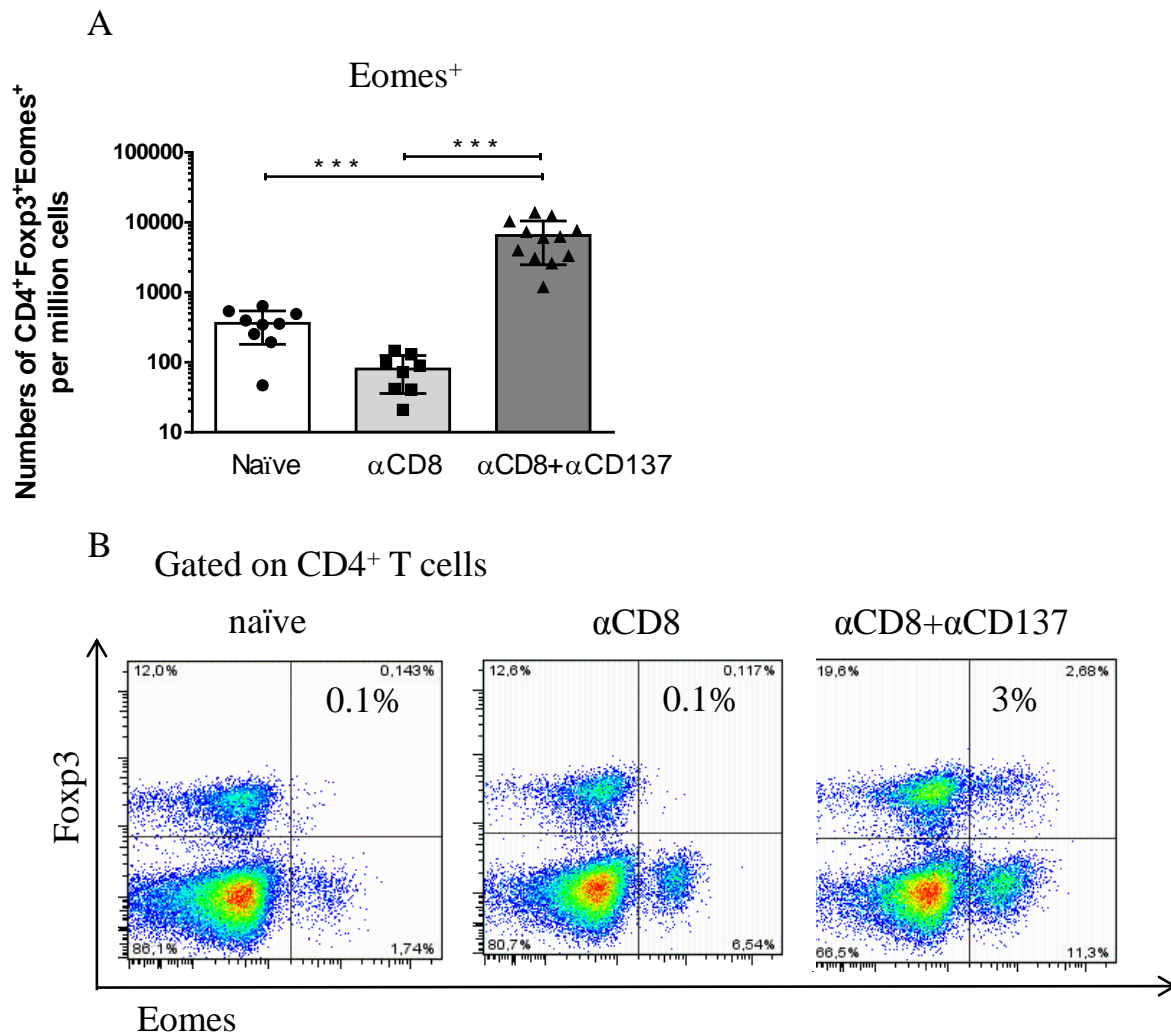 A
Eomes⁺
Numbers of CD4⁺Foxp3⁺Eomes⁺
per million cells
100000
10000
1000
100
10
* * *
* * *
Naïve
αCD8
αCD8+αCD137
B
Gated on CD4⁺ T cells
naïve
αCD8
αCD8+αCD137
Foxp3
12,0%
0,143%
0.1%
86,1%
1,74%
12,6%
0,117%
0.1%
80,7%
6,54%
19,6%
2,68%
3%
66,5%
11,3%
Eomes